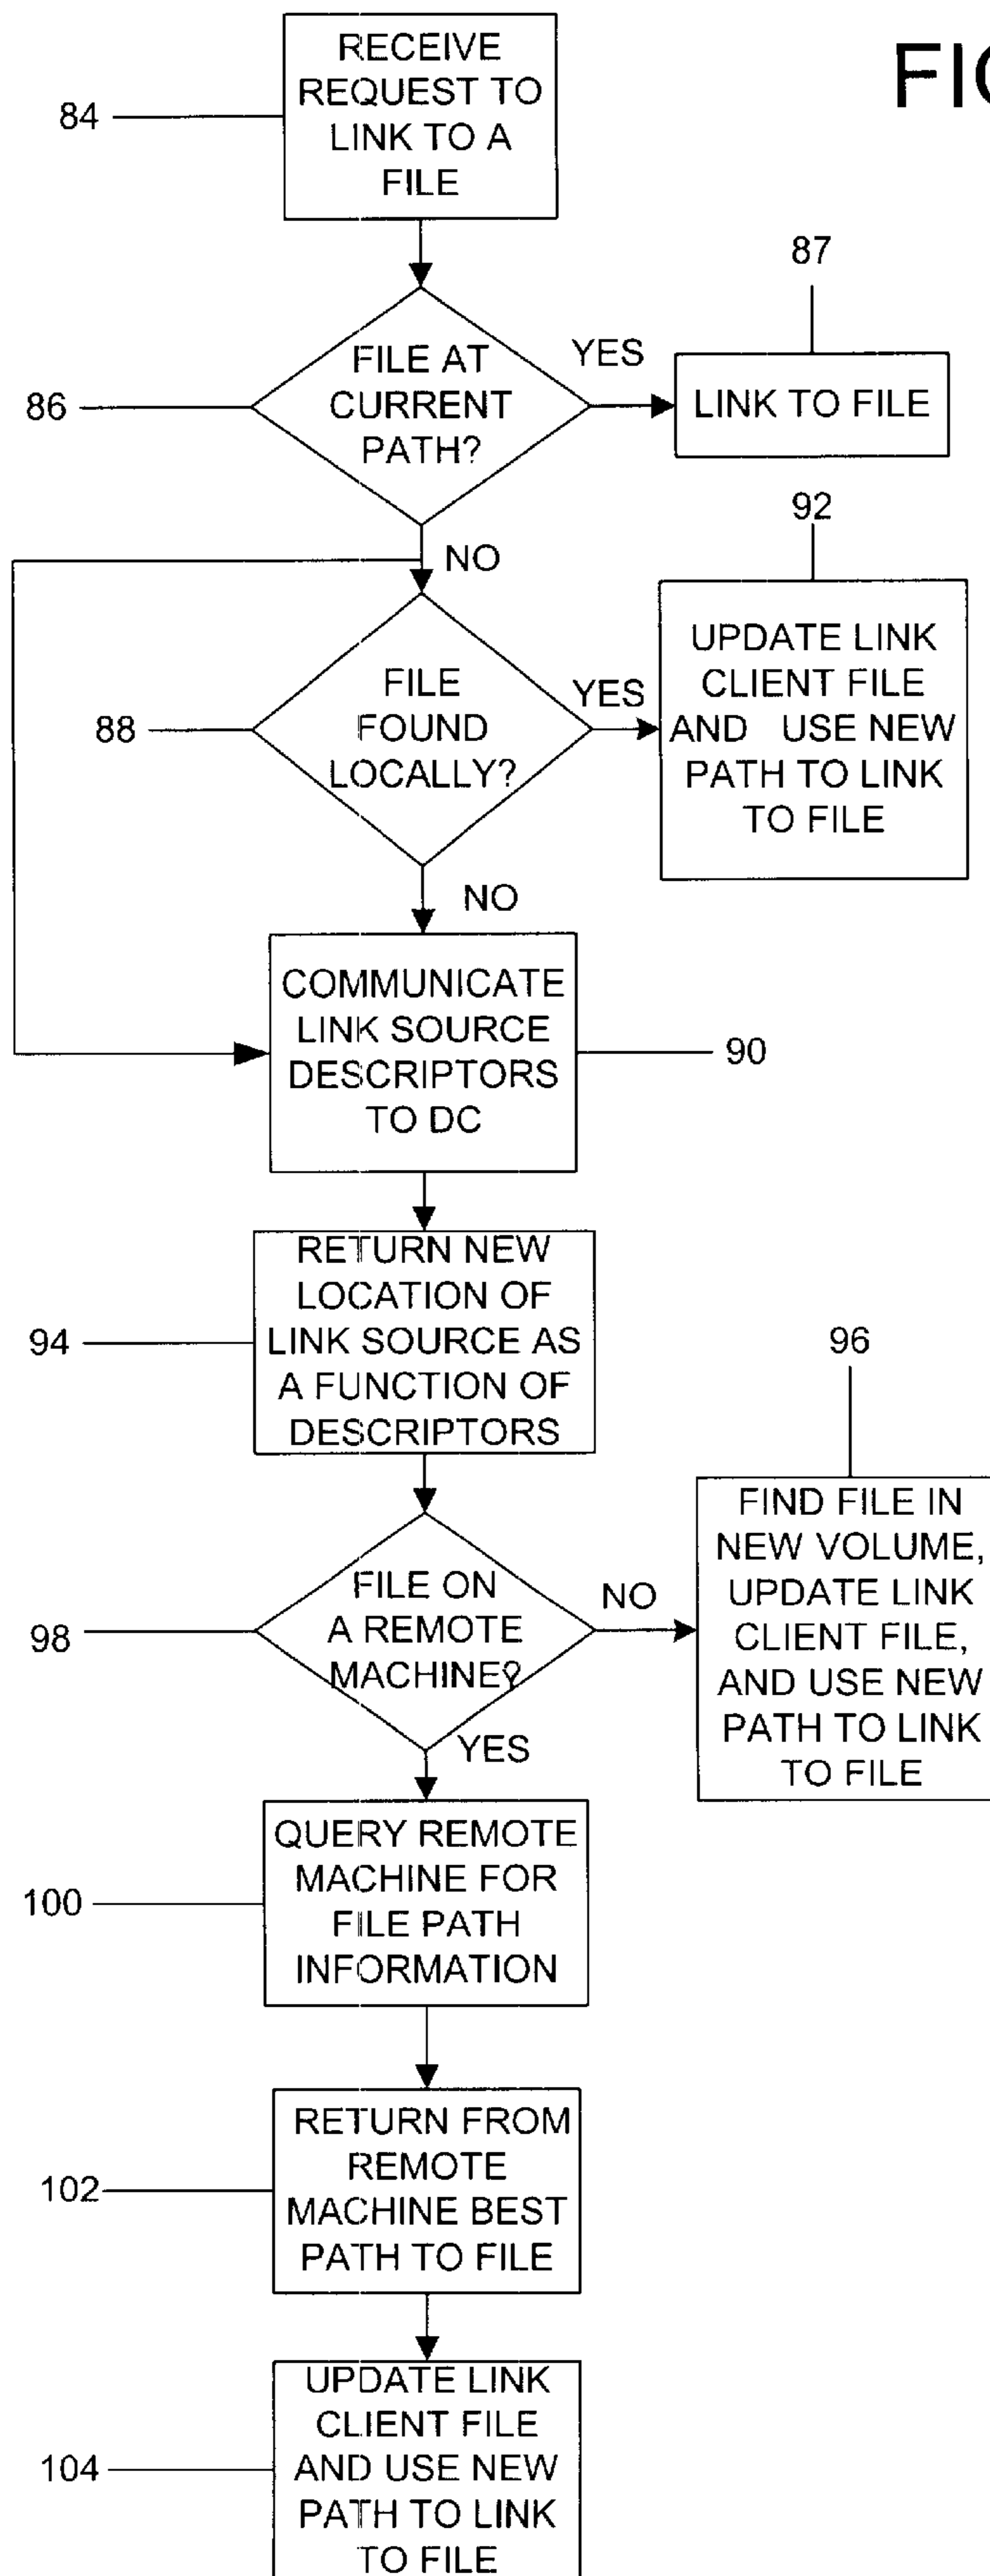 FIG
84
RECEIVE
REQUEST TO
LINK TO A
FILE
87
86
FILE AT
CURRENT
PATH?
YES
LINK TO FILE
NO
92
88
FILE
FOUND
LOCALLY?
YES
UPDATE LINK
CLIENT FILE
AND USE NEW
PATH TO LINK
TO FILE
NO
COMMUNICATE
LINK SOURCE
DESCRIPTORS
TO DC
90
94
RETURN NEW
LOCATION OF
LINK SOURCE AS
A FUNCTION OF
DESCRIPTORS
96
98
FILE ON
A REMOTE
MACHINE?
NO
FIND FILE IN
NEW VOLUME,
UPDATE LINK
CLIENT FILE,
AND USE NEW
PATH TO LINK
TO FILE
YES
100
QUERY REMOTE
MACHINE FOR
FILE PATH
INFORMATION
102
RETURN FROM
REMOTE
MACHINE BEST
PATH TO FILE
104
UPDATE LINK
CLIENT FILE
AND USE NEW
PATH TO LINK
TO FILE